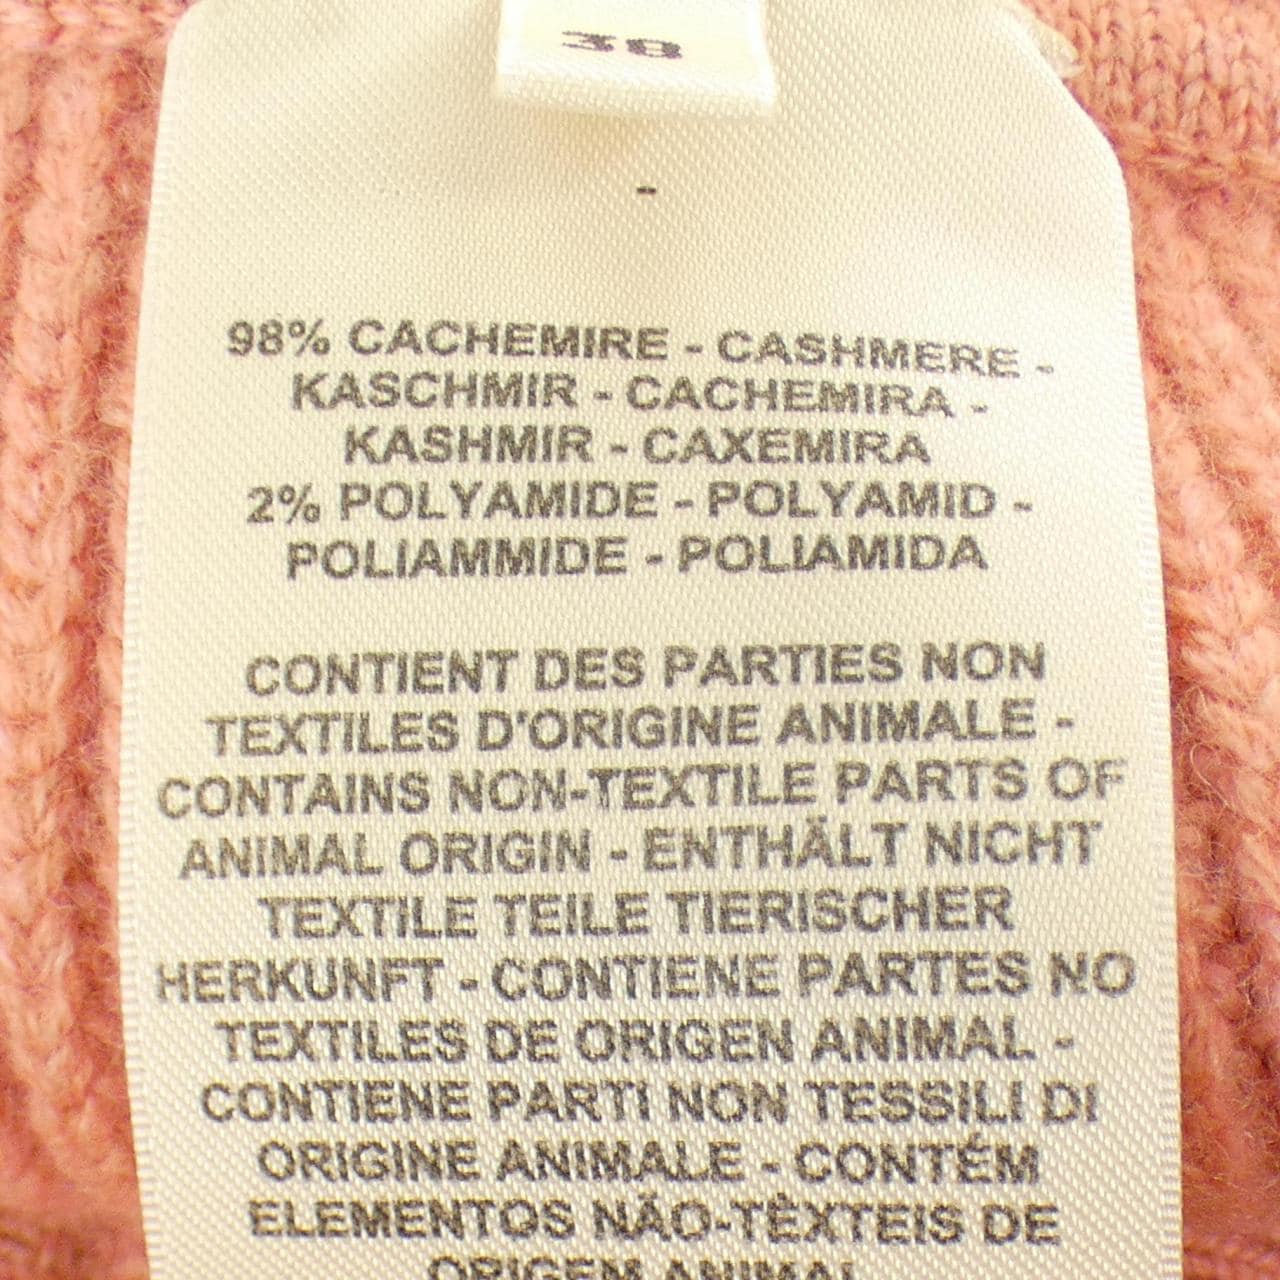 38
-
98% CACHEMIRE - CASHMERE -
KASCHMIR - CACHEMIRA -
KASHMIR - CAXEMIRA
2% POLYAMIDE - POLYAMID -
POLIAMMIDE - POLIAMIDA
CONTIENT DES PARTIES NON
TEXTILES D'ORIGINE ANIMALE -
CONTAINS NON-TEXTILE PARTS OF
ANIMAL ORIGIN - ENTHÄLT NICHT
TEXTILE TEILE TIERISCHER
HERKUNFT - CONTIENE PARTES NO
TEXTILES DE ORIGEN ANIMAL -
CONTIENE PARTI NON TESSILI DI
ORIGINE ANIMALE - CONTÉM
ELEMENTOS NÃO-TÊXTEIS DE
ORIGEM ANIMAL